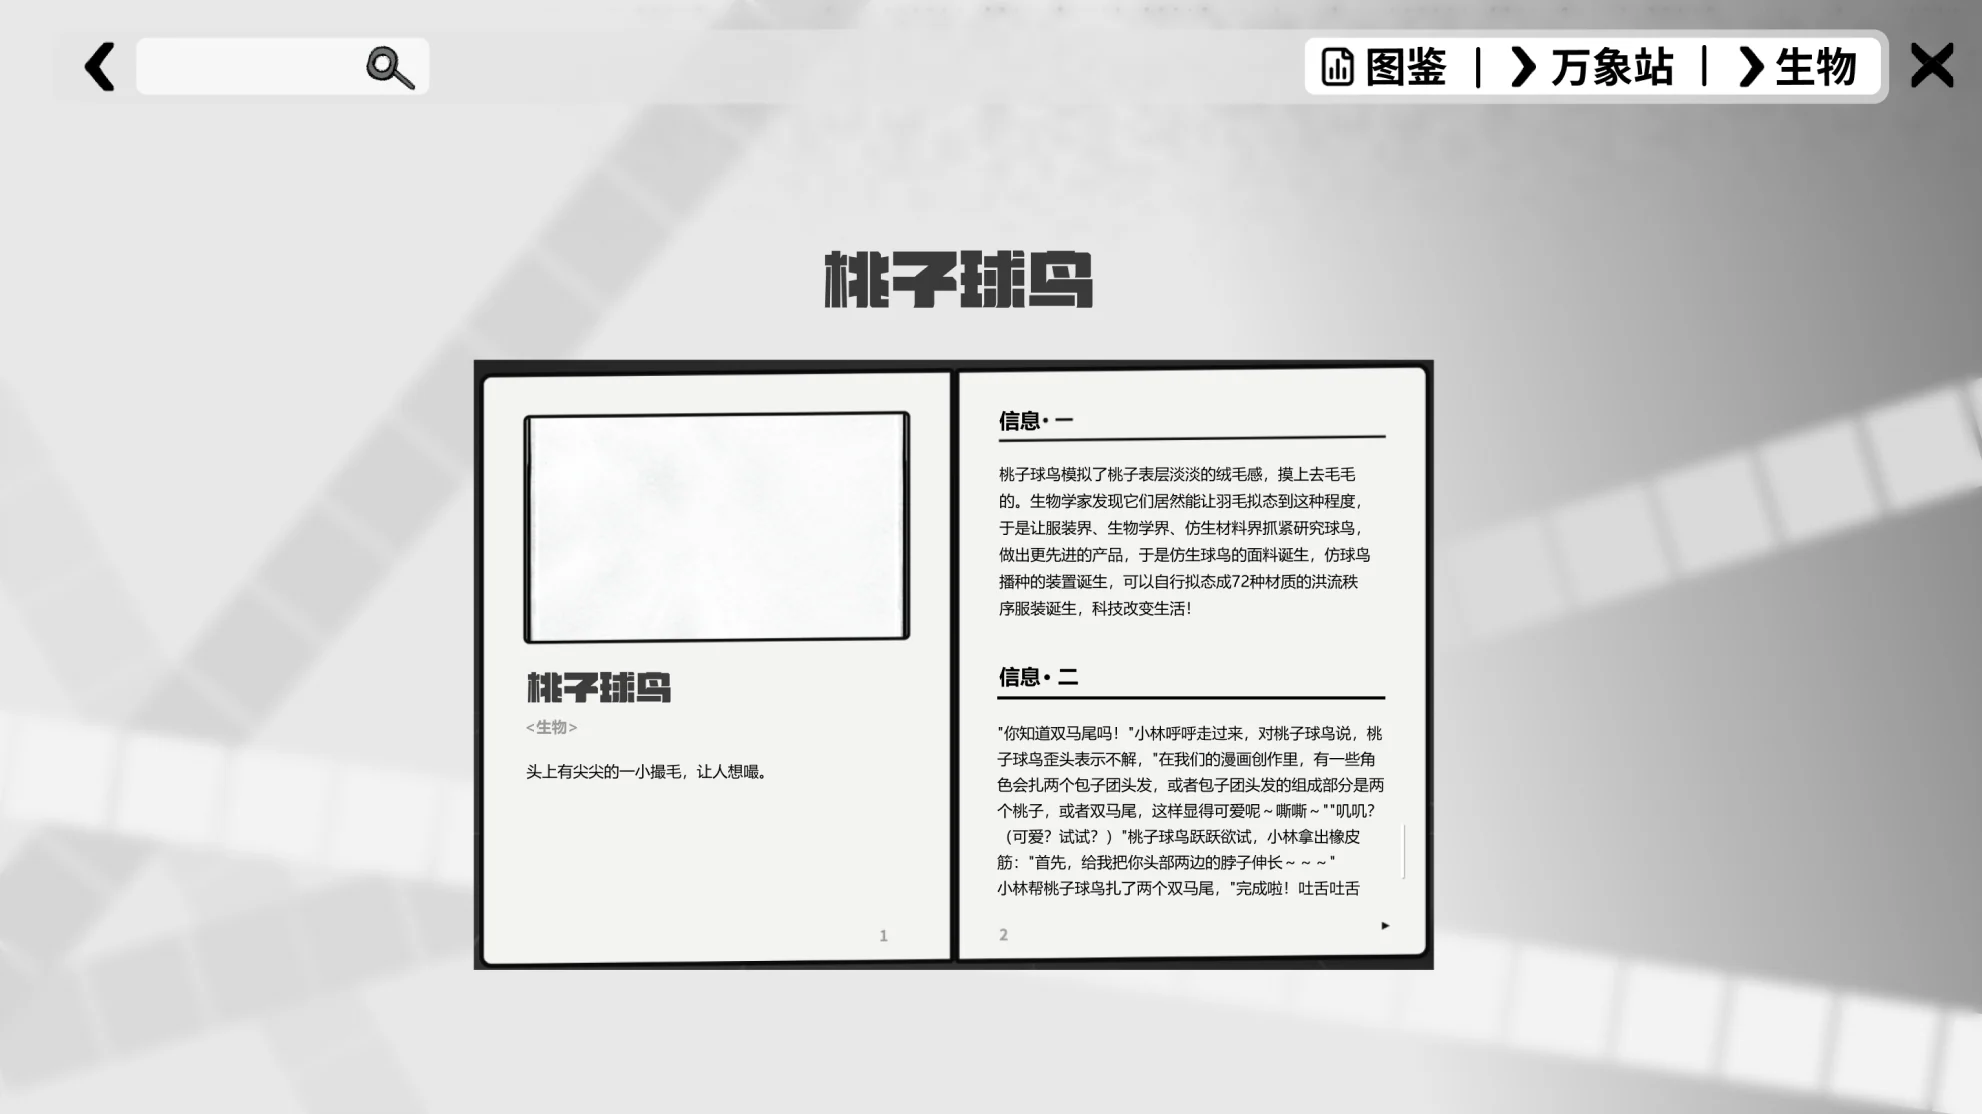 图鉴 | 万象站 | 生物
桃子球鸟
桃子球鸟
<生物>
头上有尖尖的一小撮毛，让人想嘬。
1
信息·一
桃子球鸟模拟了桃子表层淡淡的绒毛感，摸上去毛毛
的。生物学家发现它们居然能让羽毛拟态到这种程度，
于是让服装界、生物学界、仿生材料界抓紧研究球鸟，
做出更先进的产品，于是仿生球鸟的面料诞生，仿球鸟
播种的装置诞生，可以自行拟态成72种材质的洪流秩
序服装诞生，科技改变生活！
信息·二
"你知道双马尾吗！"小林呼呼走过来，对桃子球鸟说，桃
子球鸟歪头表示不解，"在我们的漫画创作里，有一些角
色会扎两个包子团头发，或者包子团头发的组成部分是两
个桃子，或者双马尾，这样显得可爱呢～嘶嘶～""叽叽？
（可爱？试试？）"桃子球鸟跃跃欲试，小林拿出橡皮
筋："首先，给我把你头部两边的脖子伸长～～～"
小林帮桃子球鸟扎了两个双马尾，"完成啦！吐舌吐舌
2